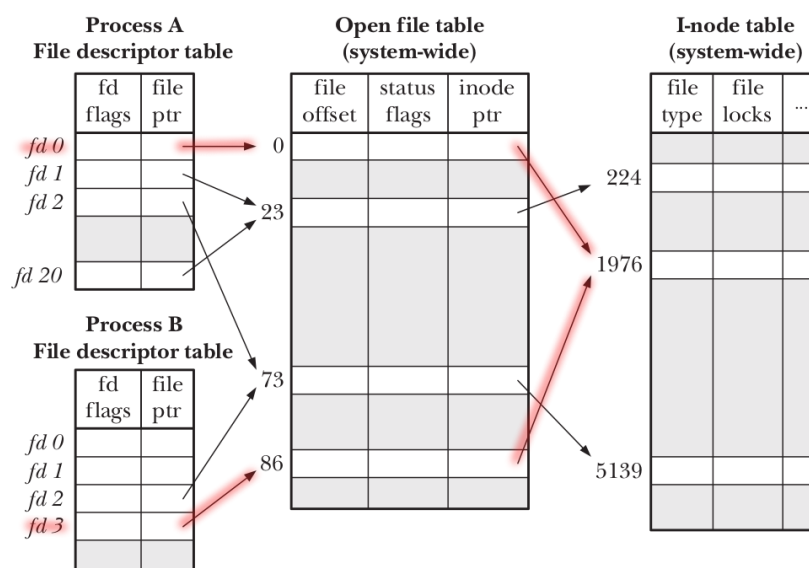 Process A
File descriptor table
fd flags
file ptr
fd 0
fd 1
fd 2
fd 20
Process B
File descriptor table
fd flags
file ptr
fd 0
fd 1
fd 2
fd 3
Open file table
(system-wide)
file offset
status flags
inode ptr
0
23
73
86
I-node table
(system-wide)
file type
file locks
...
224
1976
5139